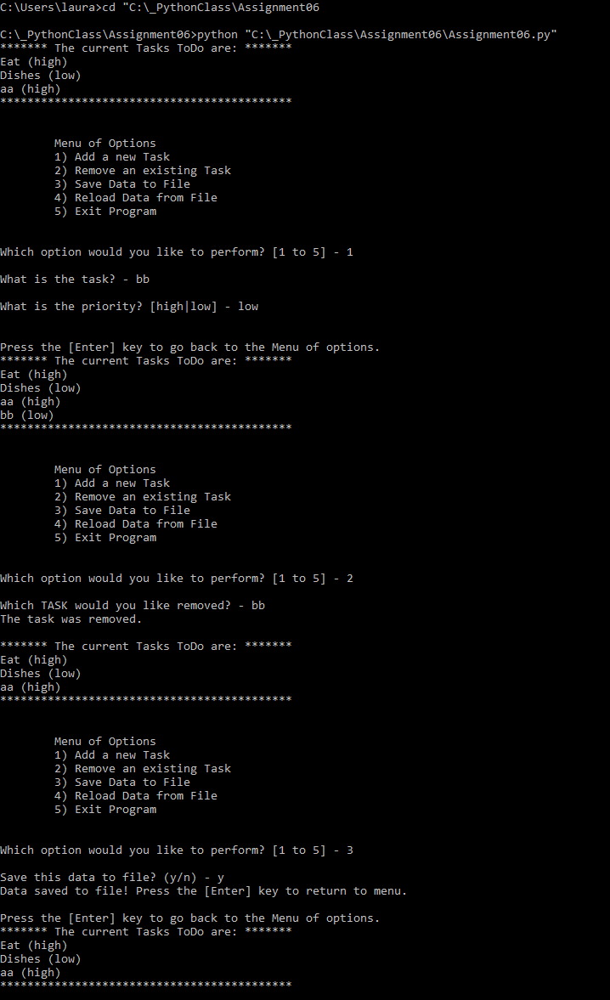 C:\Users\laura>cd "C:\_PythonClass\Assignment06
C:\_PythonClass\Assignment06>python "C:\_PythonClass\Assignment06\Assignment06.py"
******* The current Tasks ToDo are: *******
Eat (high)
Dishes (low)
aa (high)
*******************************************
Menu of Options
1) Add a new Task
2) Remove an existing Task
3) Save Data to File
4) Reload Data from File
5) Exit Program
Which option would you like to perform? [1 to 5] - 1
What is the task? - bb
What is the priority? [high|low] - low
Press the [Enter] key to go back to the Menu of options.
******* The current Tasks ToDo are: *******
Eat (high)
Dishes (low)
aa (high)
bb (low)
*******************************************
Menu of Options
1) Add a new Task
2) Remove an existing Task
3) Save Data to File
4) Reload Data from File
5) Exit Program
Which option would you like to perform? [1 to 5] - 2
Which TASK would you like removed? - bb
The task was removed.
******* The current Tasks ToDo are: *******
Eat (high)
Dishes (low)
aa (high)
*******************************************
Menu of Options
1) Add a new Task
2) Remove an existing Task
3) Save Data to File
4) Reload Data from File
5) Exit Program
Which option would you like to perform? [1 to 5] - 3
Save this data to file? (y/n) - y
Data saved to file! Press the [Enter] key to return to menu.
Press the [Enter] key to go back to the Menu of options.
******* The current Tasks ToDo are: *******
Eat (high)
Dishes (low)
aa (high)
*******************************************